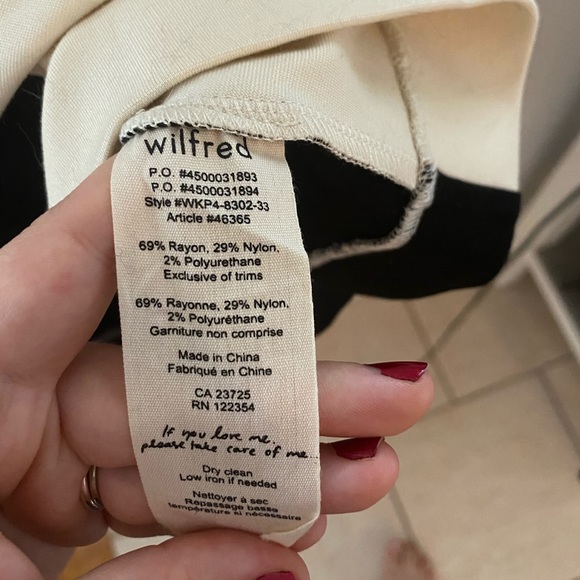 wilfred
P.O. #4500031893
P.O. #4500031894
Style #WKP4-8302-33
Article #46365
69% Rayon, 29% Nylon,
2% Polyurethane
Exclusive of trims
69% Rayonne, 29% Nylon,
2% Polyuréthane
Garniture non comprise
Made in China
Fabriqué en Chine
CA 23725
RN 122354
If you love me,
please take care of me...
Dry clean
Low iron if needed
Nettoyer à sec
Repassage basse
température si nécessaire